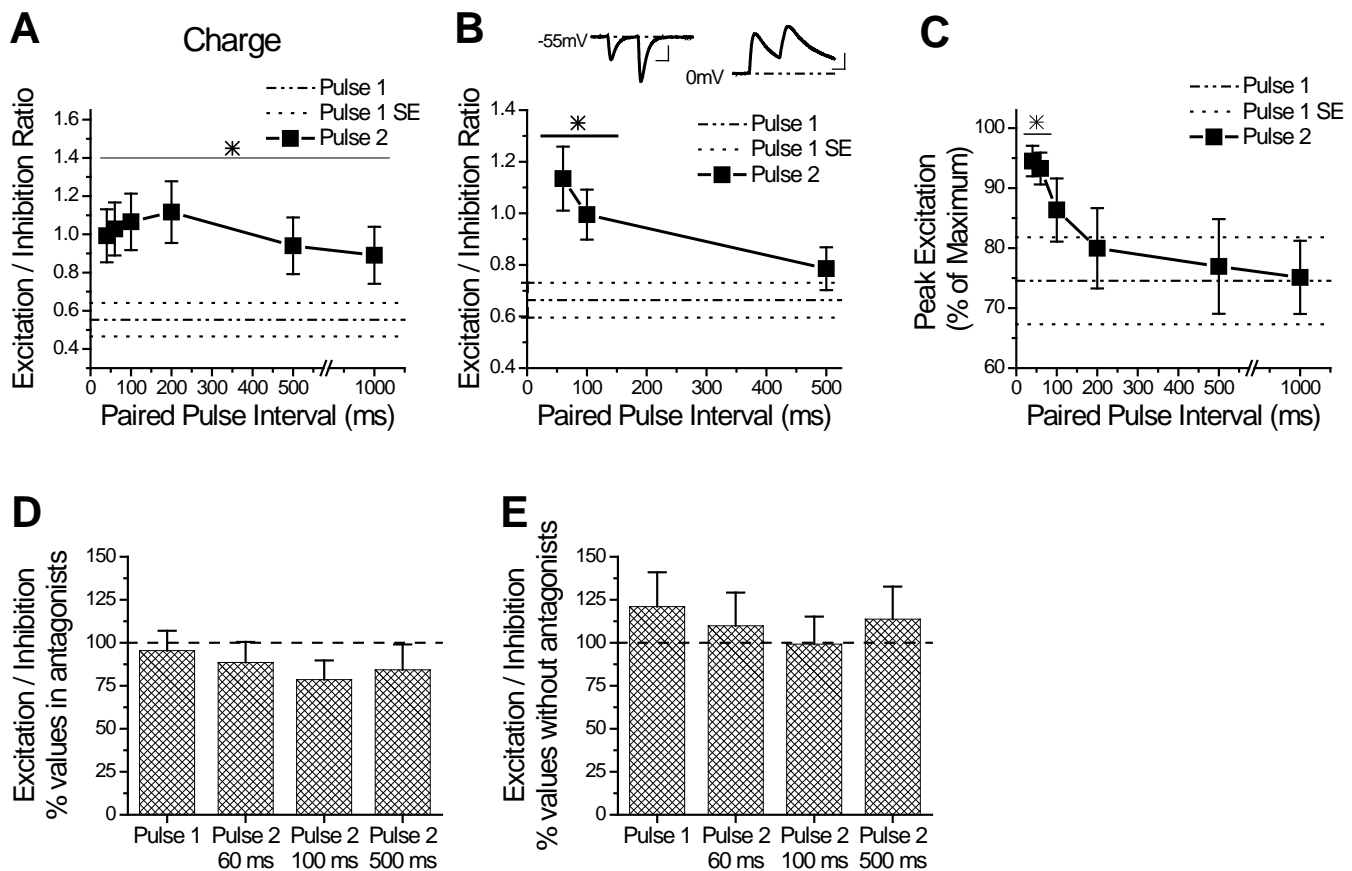 A
Charge
Pulse 1
Pulse 1 SE
Pulse 2
*
1.6
1.4
1.2
1.0
0.8
0.6
0.4
Excitation / Inhibition Ratio
0 100 200 300 400 500 1000
Paired Pulse Interval (ms)
B
-55mV
0mV
Pulse 1
Pulse 1 SE
Pulse 2
*
1.4
1.2
1.0
0.8
0.6
0.4
Excitation / Inhibition Ratio
0 100 200 300 400 500
Paired Pulse Interval (ms)
C
Pulse 1
Pulse 1 SE
Pulse 2
*
100
90
80
70
60
Peak Excitation
(% of Maximum)
0 100 200 300 400 500 1000
Paired Pulse Interval (ms)
D
150
125
100
75
50
25
0
Excitation / Inhibition
% values in antagonists
Pulse 1 Pulse 2 Pulse 2 Pulse 2
60 ms 100 ms 500 ms
E
150
125
100
75
50
25
0
Excitation / Inhibition
% values without antagonists
Pulse 1 Pulse 2 Pulse 2 Pulse 2
60 ms 100 ms 500 ms